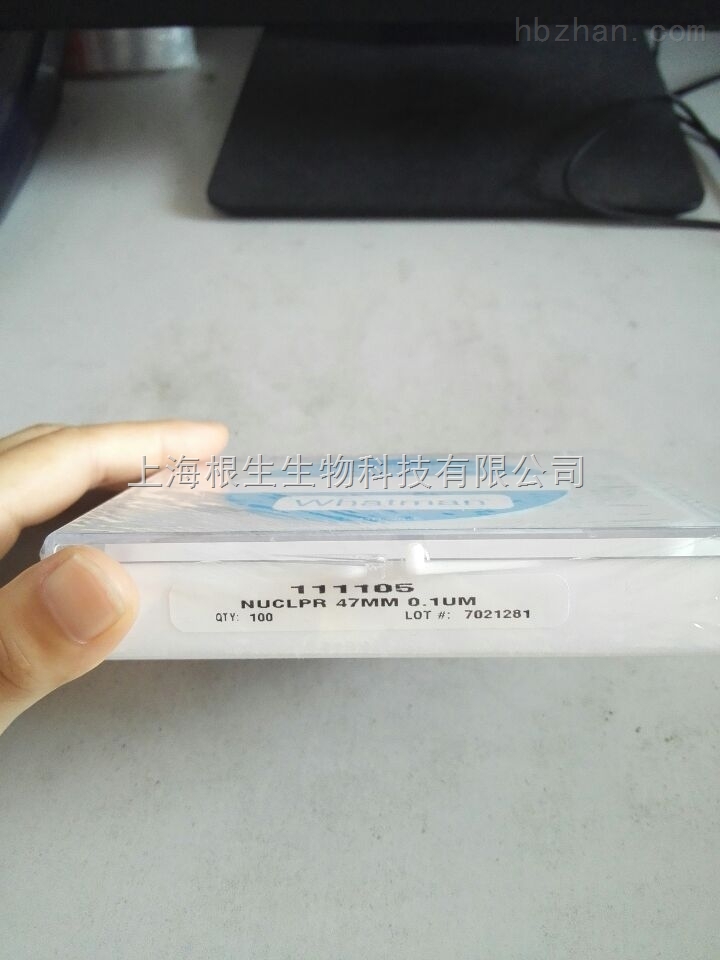 hbzhan.com
上海根生生物科技有限公司
Whatman
111105
NUCLPR 47MM 0.1UM
QTY: 100 LOT #: 7021281